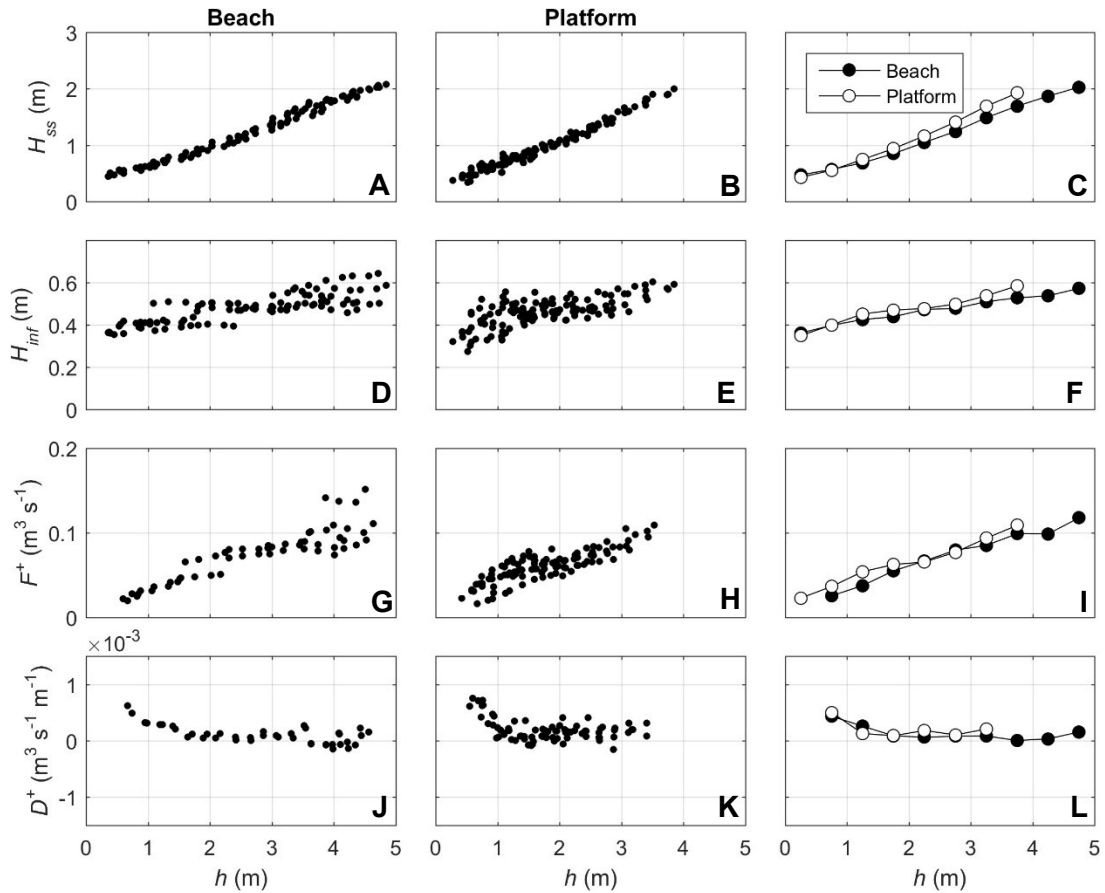 Beach
Platform
3
2
1
0
H_ss (m)
A
B
Beach
Platform
C
0.6
0.4
0.2
0
H_inf (m)
D
E
F
0.2
0.1
0
F⁺ (m³ s⁻¹)
G
H
I
×10⁻³
1
0
-1
D⁺ (m³ s⁻¹ m⁻¹)
J
K
L
0 1 2 3 4 5
0 1 2 3 4 5
0 1 2 3 4 5
h (m)
h (m)
h (m)